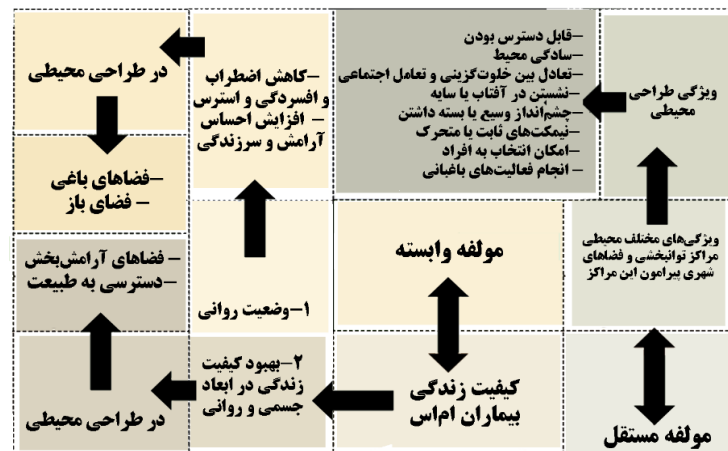 ویژگی طراحی
محیطی
–قابل دسترس بودن
–سادگی محیط
–تعادل بین خلوت‌گزینی و تعامل اجتماعی
–نشستن در آفتاب یا سایه
–چشم‌انداز وسیع یا بسته داشتن
–نیمکت‌های ثابت یا متحرک
–امکان انتخاب به افراد
– انجام فعالیت‌های باغبانی
–کاهش اضطراب
و افسردگی و استرس
– افزایش احساس
آرامش و سرزندگی
در طراحی محیطی
–فضاهای باغی
– فضای باز
ویژگی‌های مختلف محیطی
مراکز توانبخشی و فضاهای
شهری پیرامون این مراکز
مولفه وابسته
۱–وضعیت روانی
– فضاهای آرامش‌بخش
–دسترسی به طبیعت
مولفه مستقل
کیفیت زندگی
بیماران ام‌اس
۲–بهبود کیفیت
زندگی در ابعاد
جسمی و روانی
در طراحی محیطی